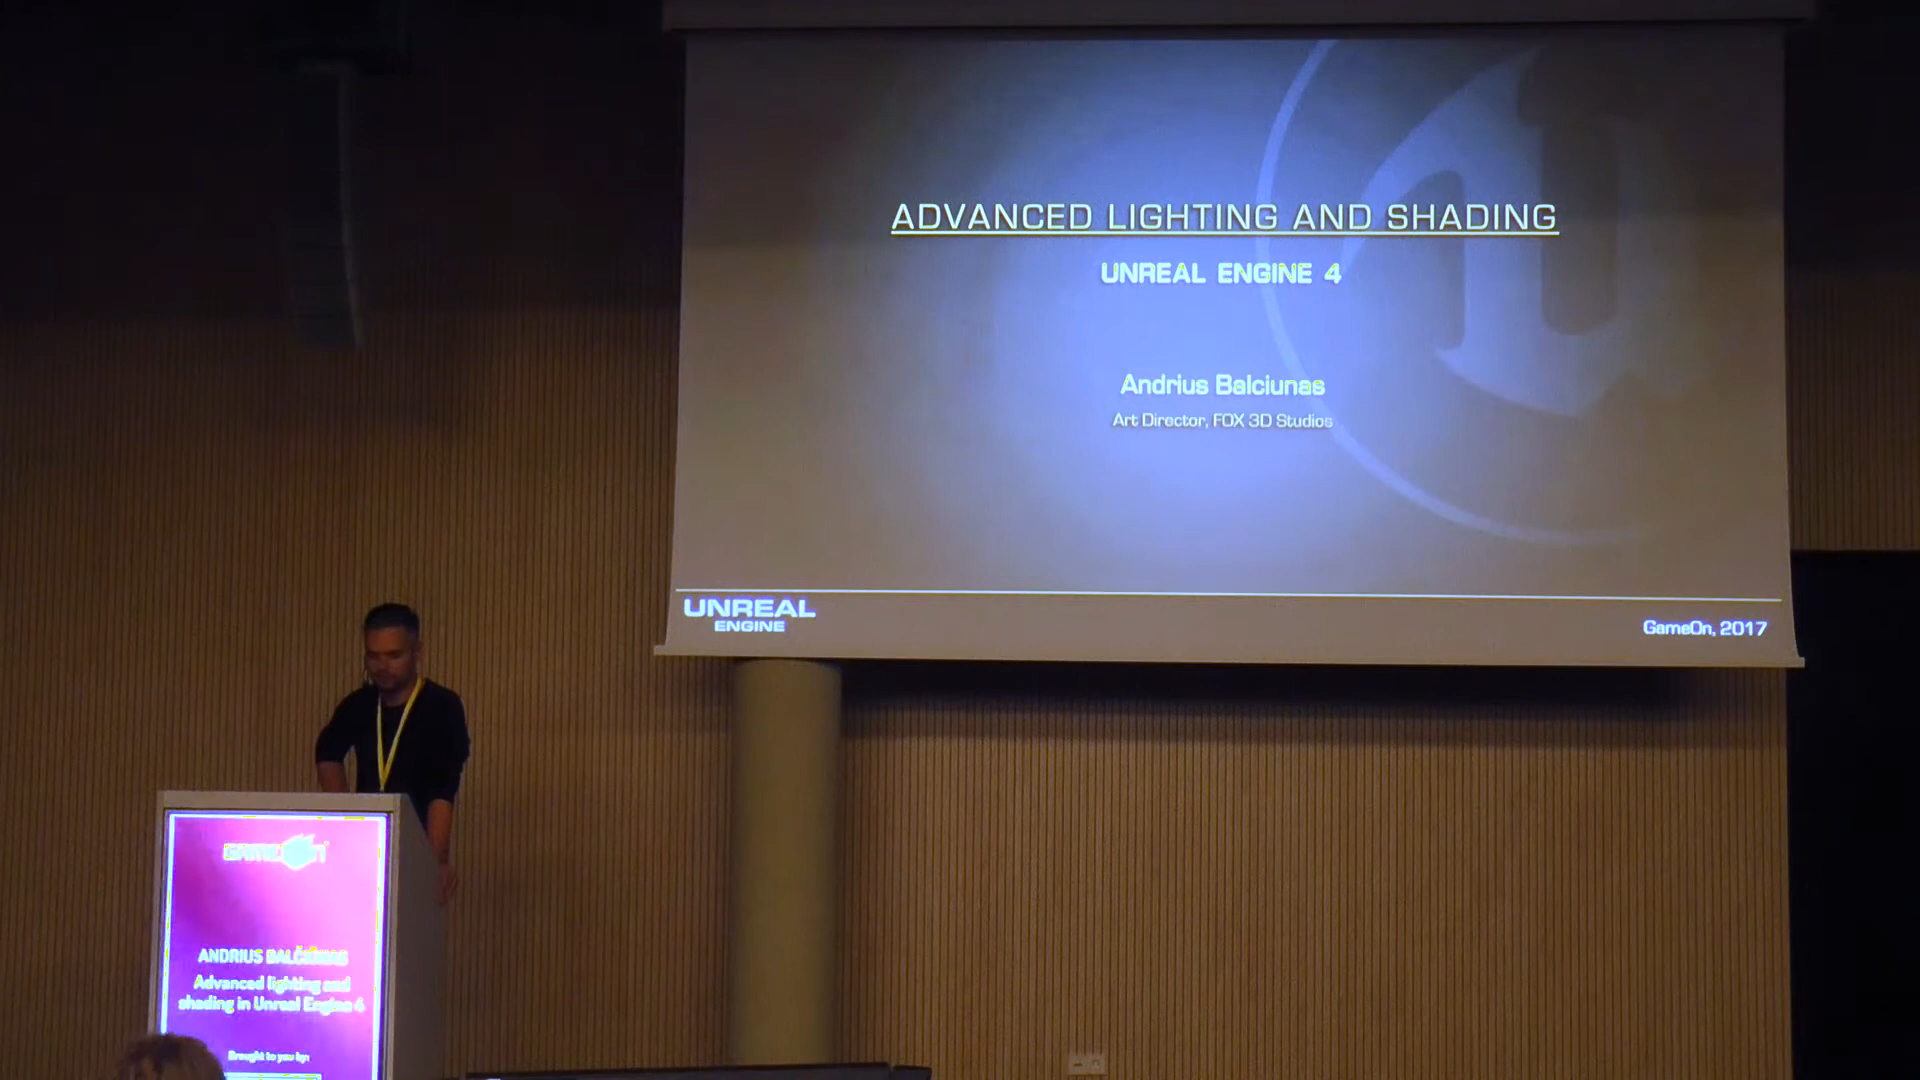 ADVANCED LIGHTING AND SHADING
UNREAL ENGINE 4
Andrius Balciunas
Art Director, FOX 3D Studios
UNREAL
ENGINE
GameOn, 2017
GAMEON
ANDRIUS BALČIŪNAS
Advanced lighting and
shading in Unreal Engine 4
Brought to you by: